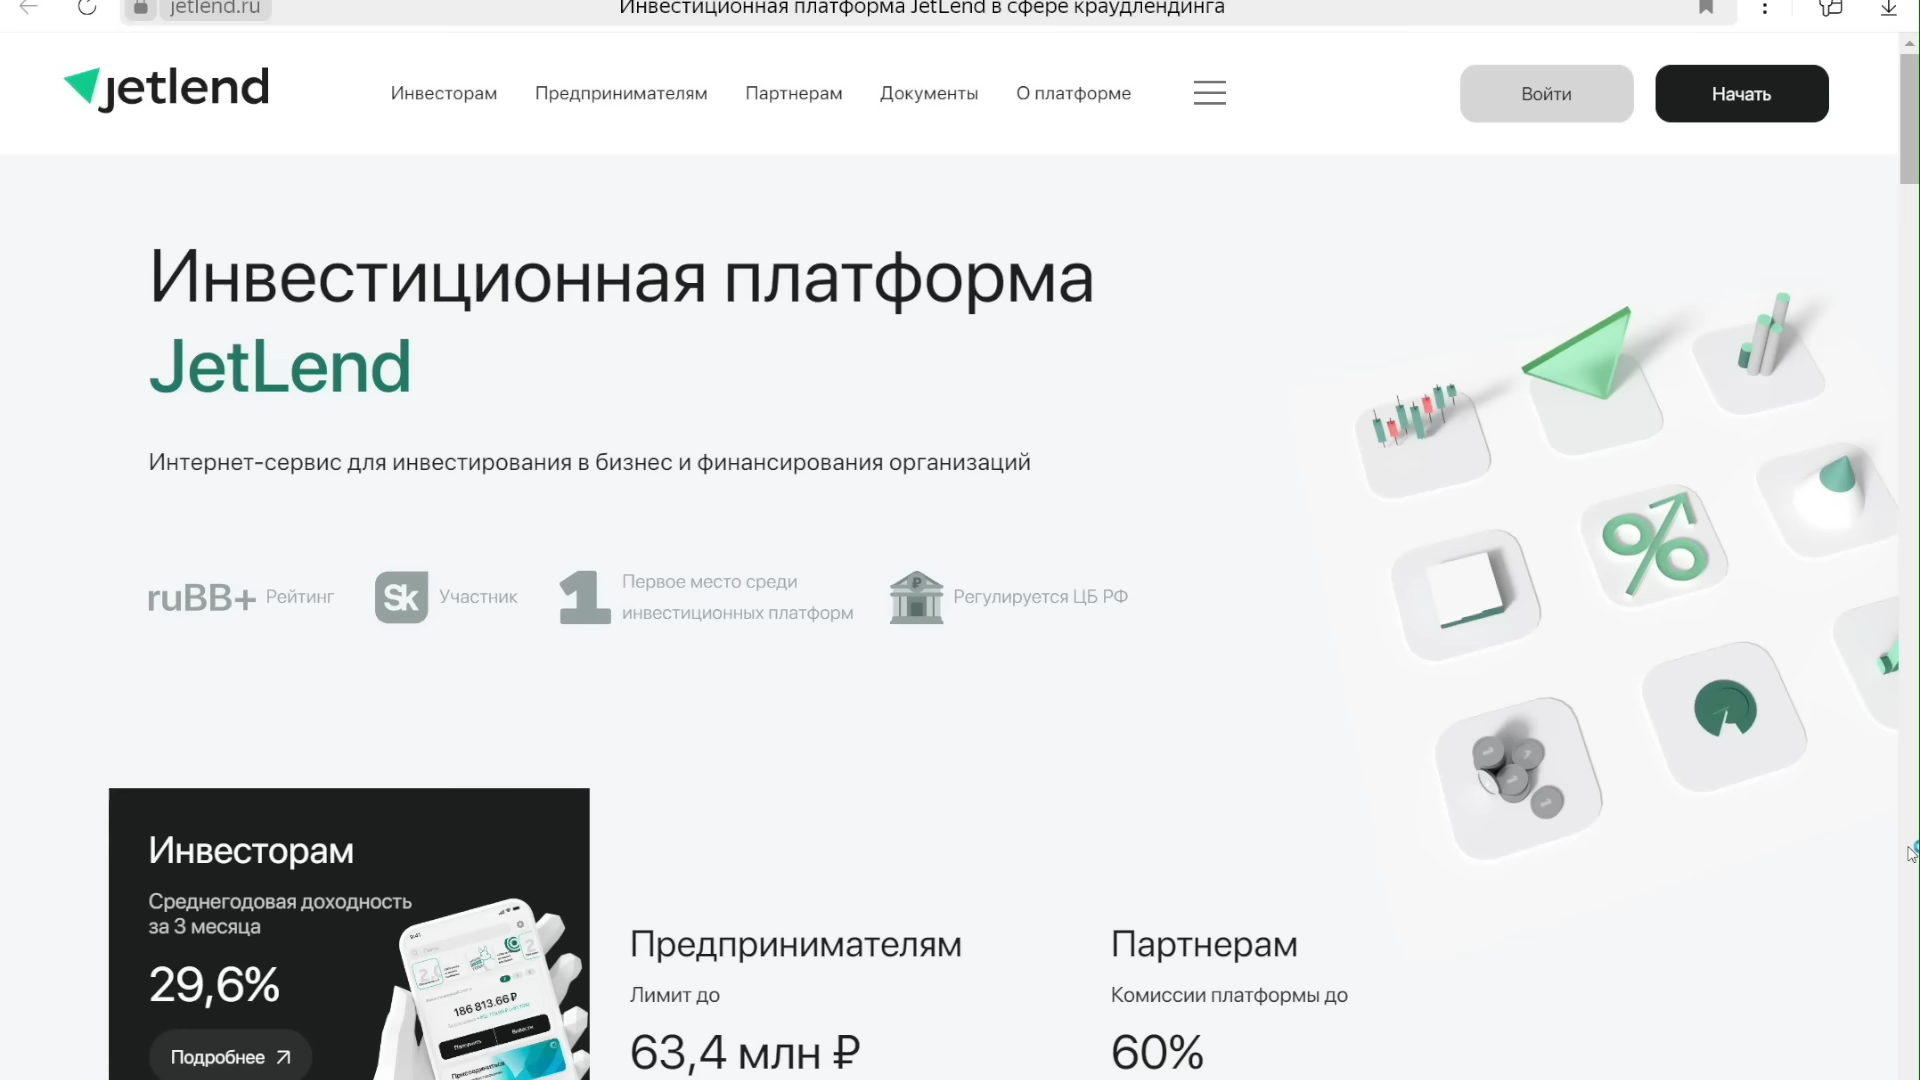 jetlend.ru
Инвестиционная платформа JetLend в сфере краудлендинга
jetlend
Инвесторам
Предпринимателям
Партнерам
Документы
О платформе
Войти
Начать
Инвестиционная платформа
JetLend
Интернет-сервис для инвестирования в бизнес и финансирования организаций
ruBB+ Рейтинг
Sk Участник
1 Первое место среди
инвестиционных платформ
Регулируется ЦБ РФ
Инвесторам
Среднегодовая доходность
за 3 месяца
29,6%
Подробнее
9:41
186 813.66 ₽
Предпринимателям
Лимит до
63,4 млн ₽
Партнерам
Комиссии платформы до
60%